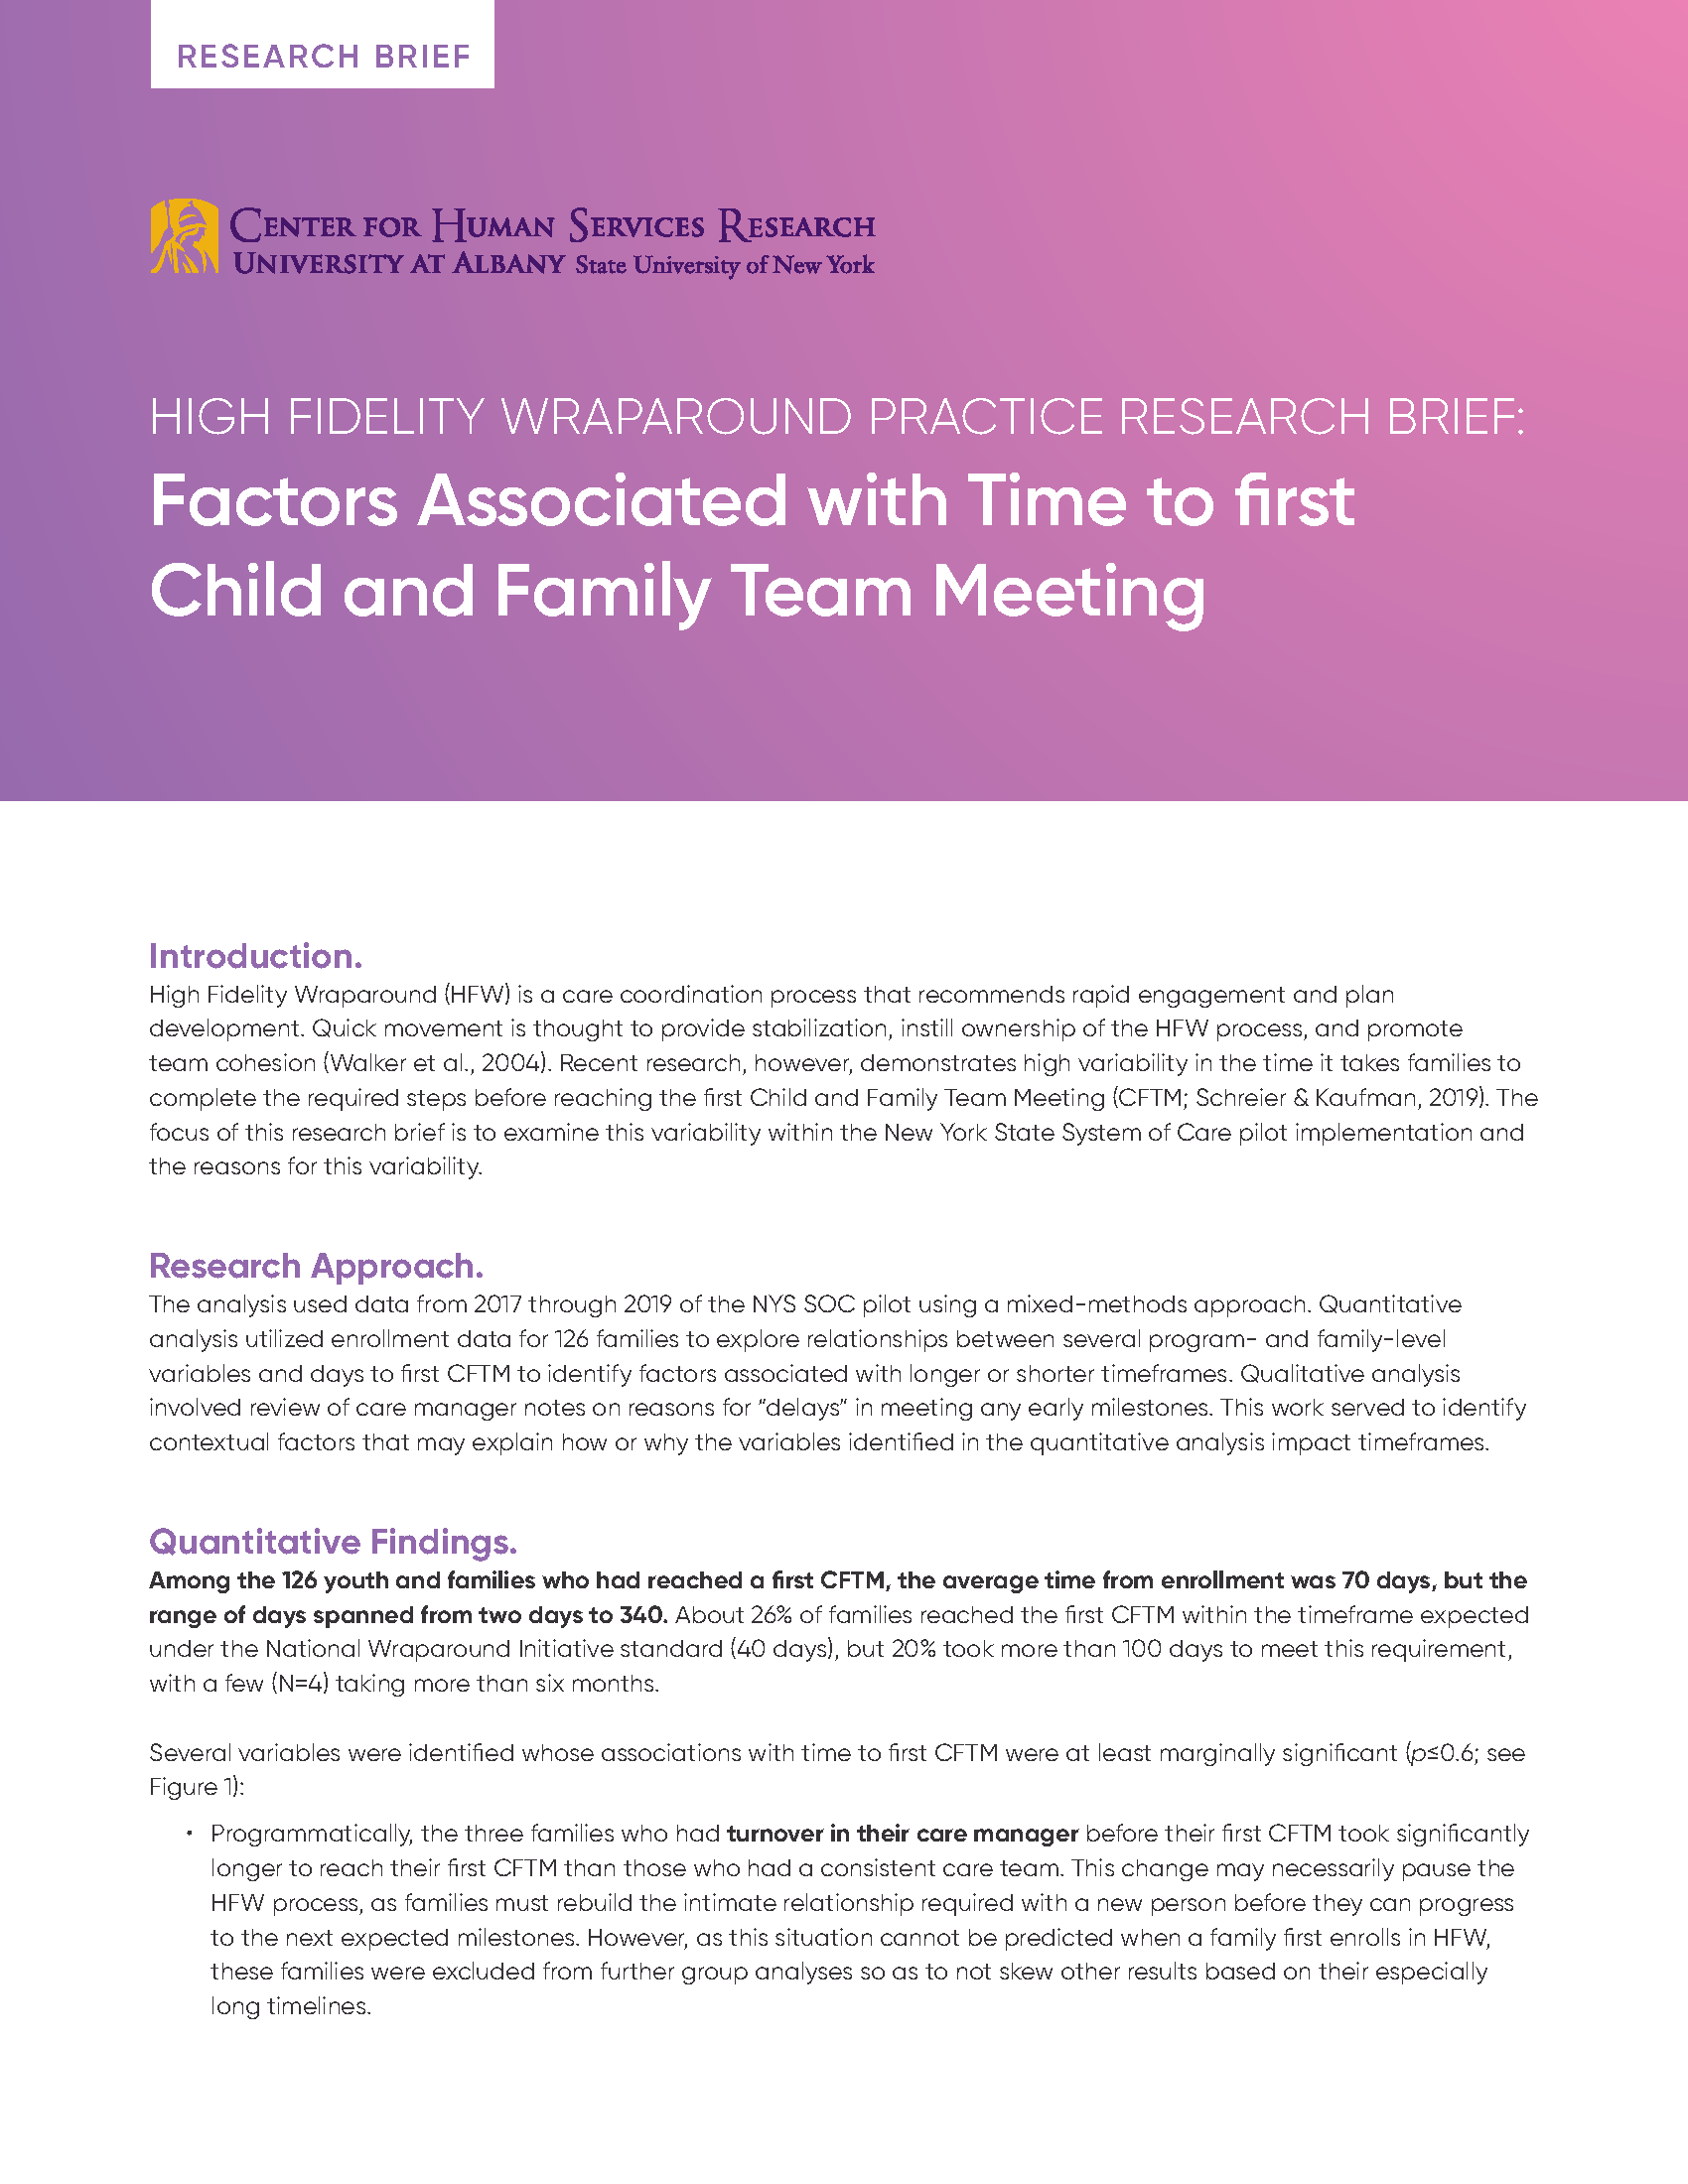 RESEARCH BRIEF
CENTER FOR HUMAN SERVICES RESEARCH
UNIVERSITY AT ALBANY State University of New York
HIGH FIDELITY WRAPAROUND PRACTICE RESEARCH BRIEF:
Factors Associated with Time to first
Child and Family Team Meeting
Introduction.
High Fidelity Wraparound (HFW) is a care coordination process that recommends rapid engagement and plan
development. Quick movement is thought to provide stabilization, instill ownership of the HFW process, and promote
team cohesion (Walker et al., 2004). Recent research, however, demonstrates high variability in the time it takes families to
complete the required steps before reaching the first Child and Family Team Meeting (CFTM; Schreier & Kaufman, 2019). The
focus of this research brief is to examine this variability within the New York State System of Care pilot implementation and
the reasons for this variability.
Research Approach.
The analysis used data from 2017 through 2019 of the NYS SOC pilot using a mixed-methods approach. Quantitative
analysis utilized enrollment data for 126 families to explore relationships between several program- and family-level
variables and days to first CFTM to identify factors associated with longer or shorter timeframes. Qualitative analysis
involved review of care manager notes on reasons for “delays” in meeting any early milestones. This work served to identify
contextual factors that may explain how or why the variables identified in the quantitative analysis impact timeframes.
Quantitative Findings.
Among the 126 youth and families who had reached a first CFTM, the average time from enrollment was 70 days, but the
range of days spanned from two days to 340. About 26% of families reached the first CFTM within the timeframe expected
under the National Wraparound Initiative standard (40 days), but 20% took more than 100 days to meet this requirement,
with a few (N=4) taking more than six months.
Several variables were identified whose associations with time to first CFTM were at least marginally significant (p≤0.6; see
Figure 1):
• Programmatically, the three families who had turnover in their care manager before their first CFTM took significantly
longer to reach their first CFTM than those who had a consistent care team. This change may necessarily pause the
HFW process, as families must rebuild the intimate relationship required with a new person before they can progress
to the next expected milestones. However, as this situation cannot be predicted when a family first enrolls in HFW,
these families were excluded from further group analyses so as to not skew other results based on their especially
long timelines.